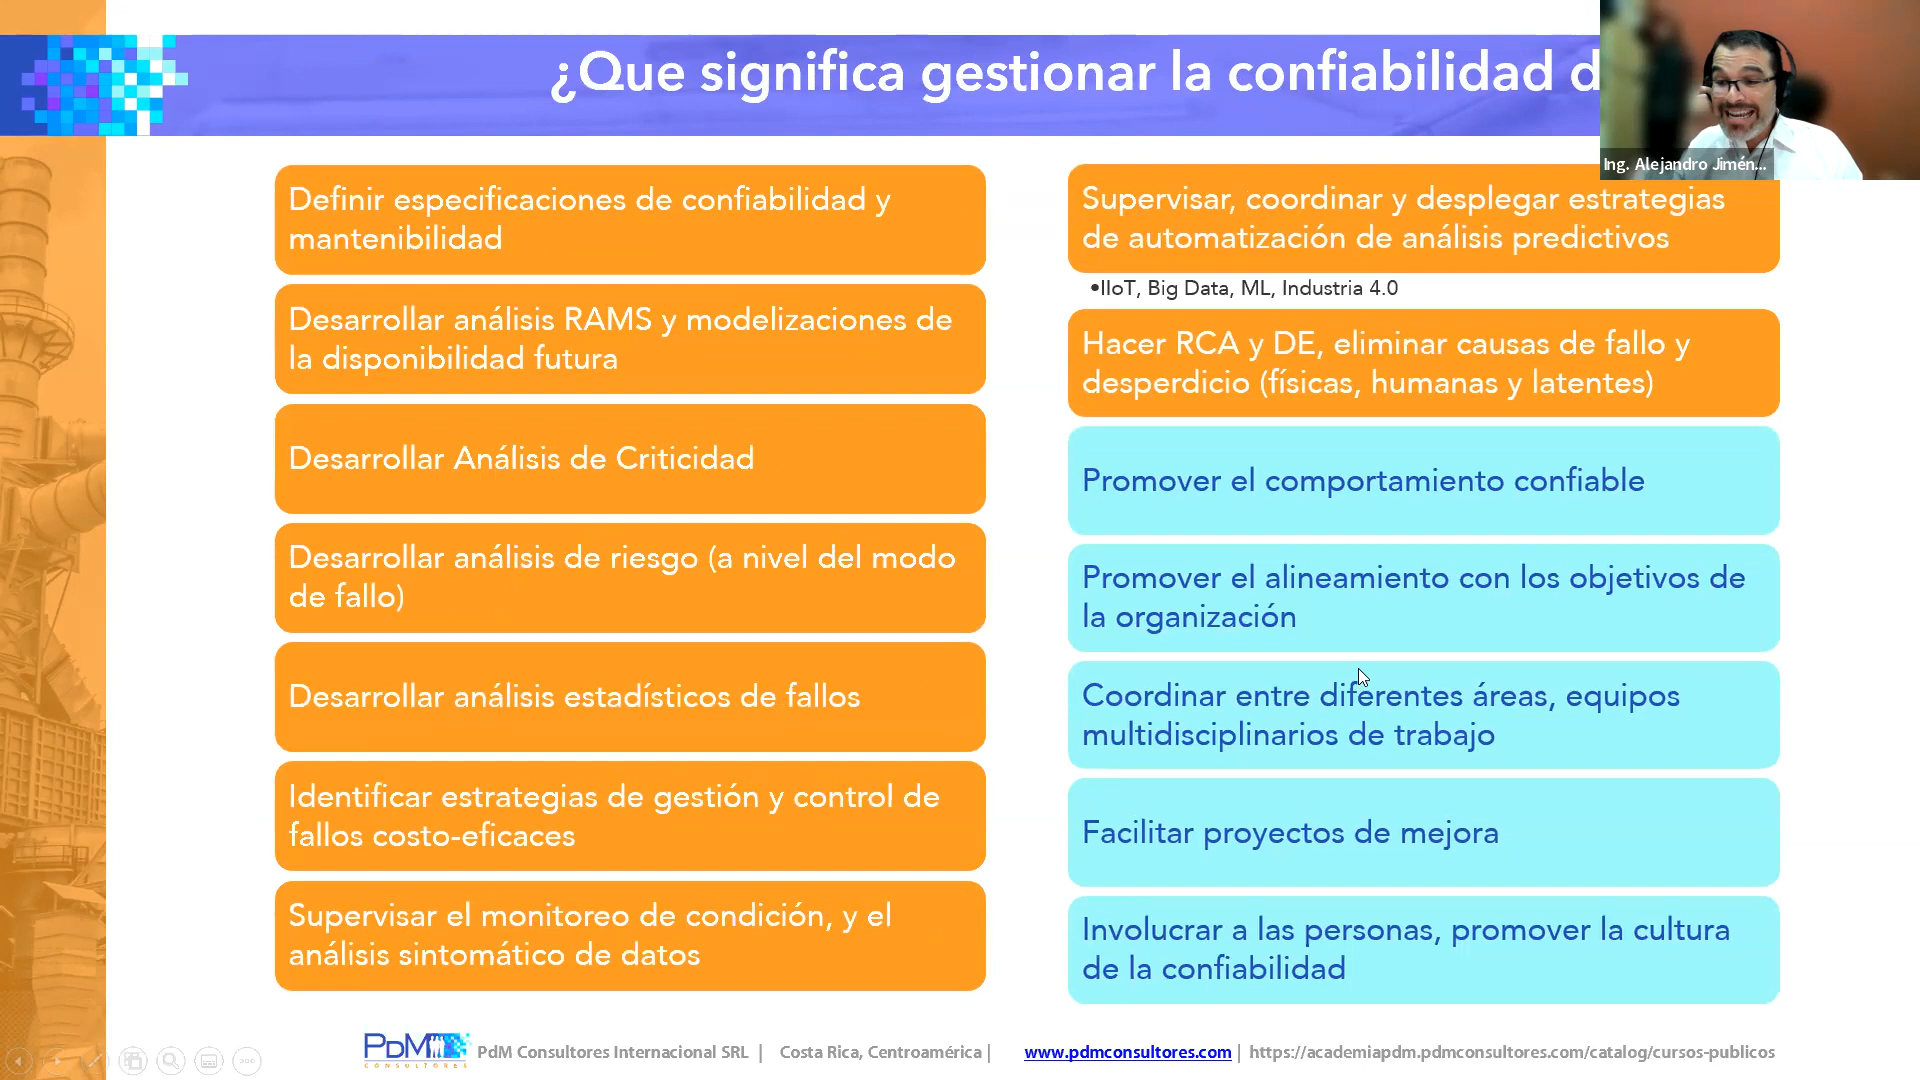 ¿Que significa gestionar la confiabilidad d
Ing. Alejandro Jimén...
Definir especificaciones de confiabilidad y
mantenibilidad
Desarrollar análisis RAMS y modelizaciones de
la disponibilidad futura
Desarrollar Análisis de Criticidad
Desarrollar análisis de riesgo (a nivel del modo
de fallo)
Desarrollar análisis estadísticos de fallos
Identificar estrategias de gestión y control de
fallos costo-eficaces
Supervisar el monitoreo de condición, y el
análisis sintomático de datos
Supervisar, coordinar y desplegar estrategias
de automatización de análisis predictivos
•IIoT, Big Data, ML, Industria 4.0
Hacer RCA y DE, eliminar causas de fallo y
desperdicio (físicas, humanas y latentes)
Promover el comportamiento confiable
Promover el alineamiento con los objetivos de
la organización
Coordinar entre diferentes áreas, equipos
multidisciplinarios de trabajo
Facilitar proyectos de mejora
Involucrar a las personas, promover la cultura
de la confiabilidad
PDM
CONSULTORES
PdM Consultores Internacional SRL | Costa Rica, Centroamérica | www.pdmconsultores.com | https://academiapdm.pdmconsultores.com/catalog/cursos-publicos